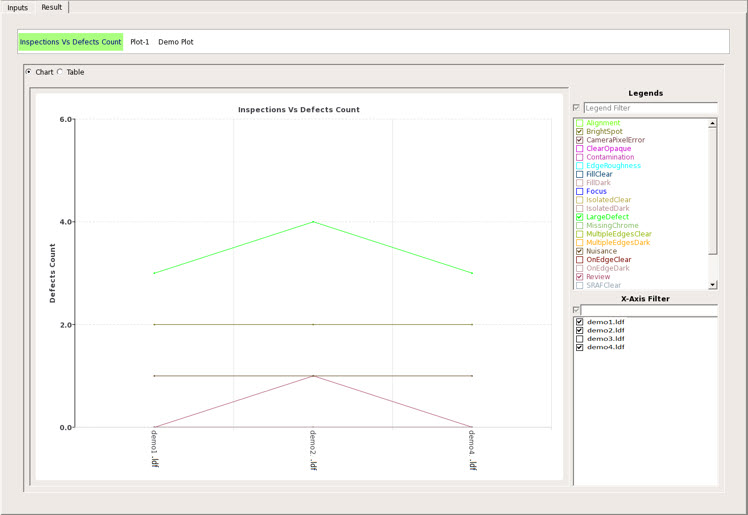 Inputs Result
Inspections Vs Defects Count Plot-1 Demo Plot
Chart Table
Inspections Vs Defects Count
6.0
4.0
2.0
0.0
Defects Count
demo1.ldf
demo2.ldf
demo4.ldf
Legends
Legend Filter
Alignment
BrightSpot
CameraPixelError
ClearOpaque
Contamination
EdgeRoughness
FillClear
FillDark
Focus
IsolatedClear
IsolatedDark
LargeDefect
MissingChrome
MultipleEdgesClear
MultipleEdgesDark
Nuisance
OnEdgeClear
OnEdgeDark
Review
SRAFClear
X-Axis Filter
demo1.ldf
demo2.ldf
demo3.ldf
demo4.ldf